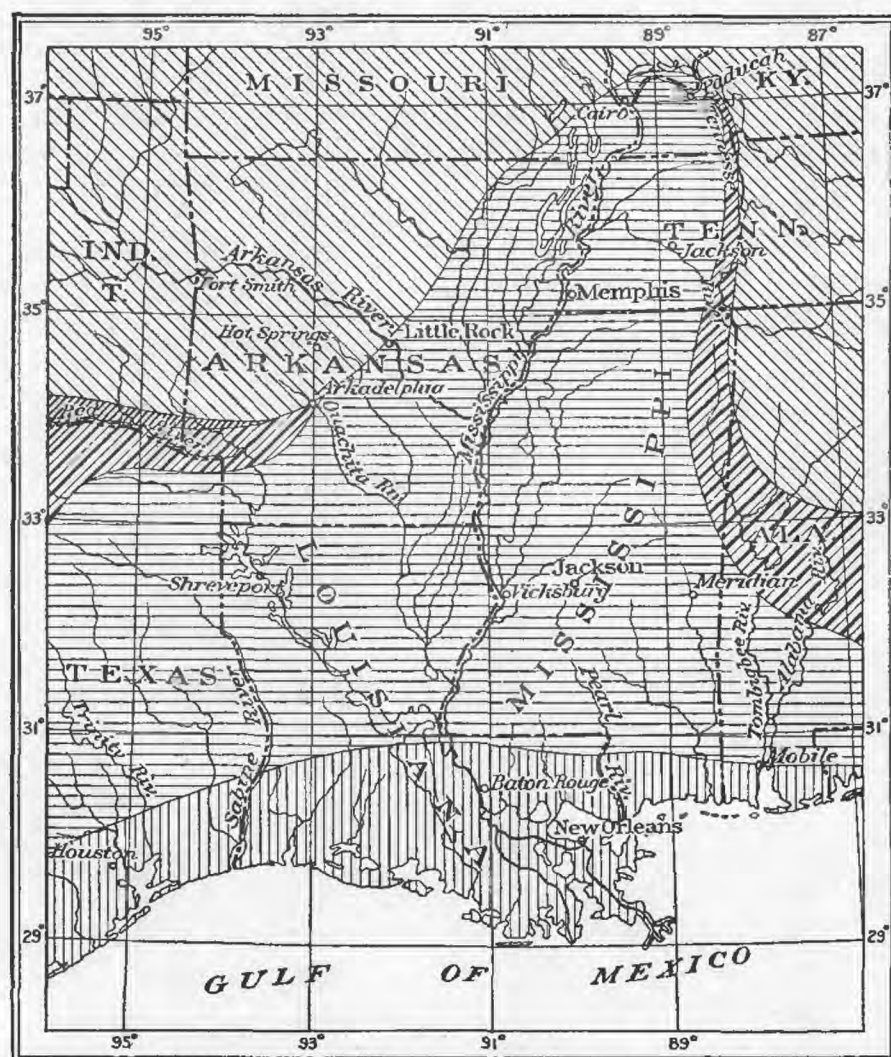 95° 93° 91° 89° 87°
MISSOURI
Paducah
KY.
37° 37°
Cairo
Tennessee
River
TENN.
IND.
T.
Arkansas
River
Fort Smith
Jackson
35° 35°
Memphis
Hot Springs
Little Rock
ARKANSAS
Mississippi
Arkadelphia
Red
River
Ouachita Riv.
MISSISSIPPI
33° 33°
ALA.
LOUISIANA
Jackson
Shreveport
Vicksburg
Meridian
Tombigbee Riv.
Alabama Riv.
TEXAS
Sabine River
Pearl Riv.
31° 31°
Trinity Riv.
Mobile
Baton Rouge
New Orleans
Houston
29° 29°
GULF OF MEXICO
95° 93° 91° 89°